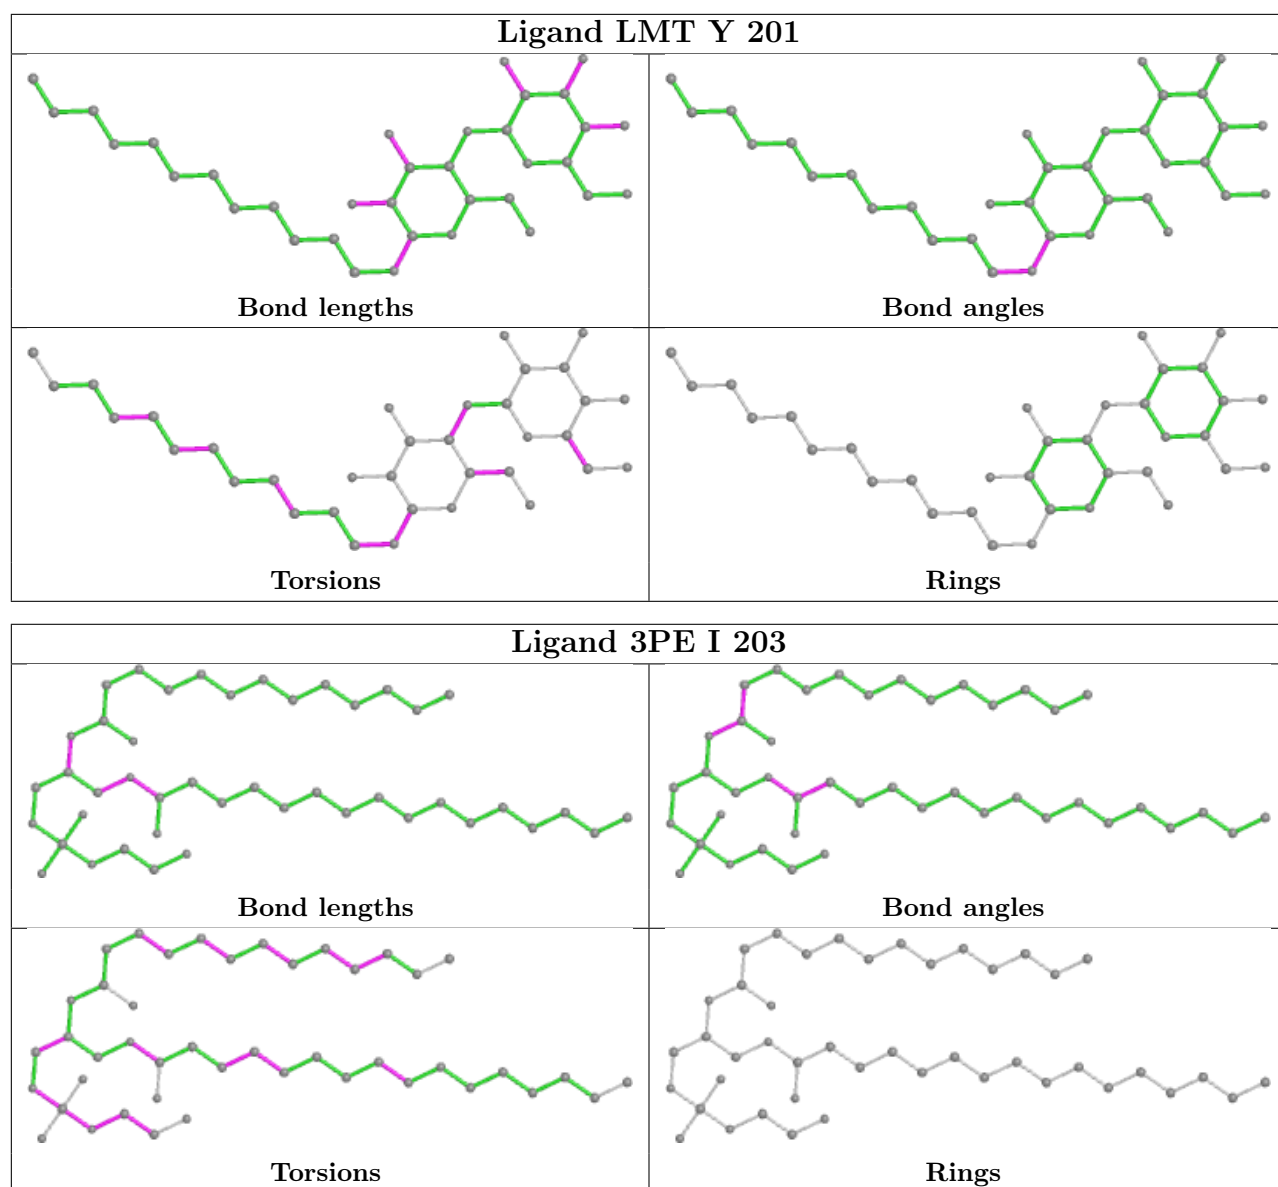 Ligand LMT Y 201
Bond lengths
Bond angles
Torsions
Rings
Ligand 3PE I 203
Bond lengths
Bond angles
Torsions
Rings